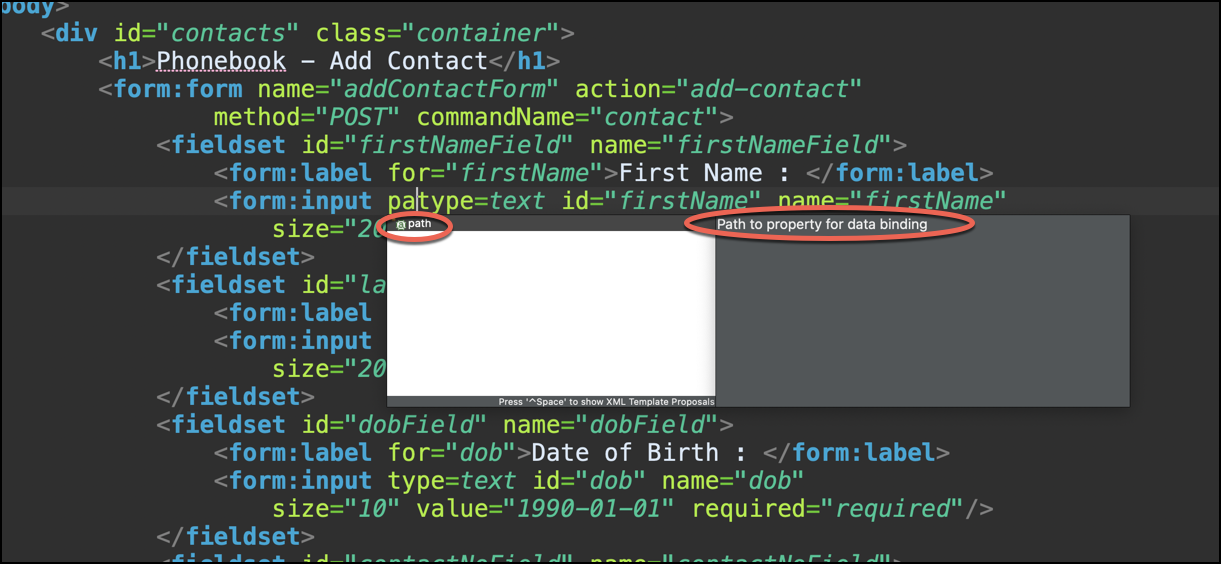 body>
<div id="contacts" class="container">
<h1>Phonebook - Add Contact</h1>
<form:form name="addContactForm" action="add-contact"
method="POST" commandName="contact">
<fieldset id="firstNameField" name="firstNameField">
<form:label for="firstName">First Name : </form:label>
<form:input patype=text id="firstName" name="firstName"
size="20
path
Path to property for data binding
</fieldset>
<fieldset id="la
<form:label
<form:input
size="20
Press '^Space' to show XML Template Proposals
</fieldset>
<fieldset id="dobField" name="dobField">
<form:label for="dob">Date of Birth : </form:label>
<form:input type=text id="dob" name="dob"
size="10" value="1990-01-01" required="required"/>
</fieldset>
<fieldset id="contactNoField" name="contactNoField">